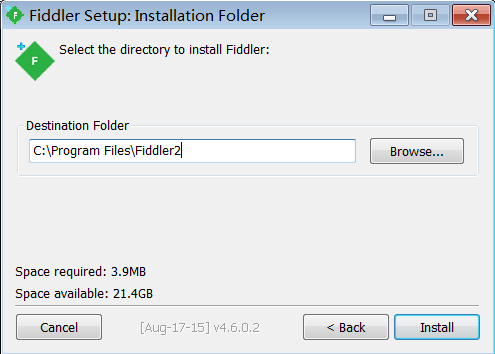 Fiddler Setup: Installation Folder
F
Select the directory to install Fiddler:
Destination Folder
C:\Program Files\Fiddler2
Browse...
Space required: 3.9MB
Space available: 21.4GB
Cancel
[Aug-17-15] v4.6.0.2
< Back
Install